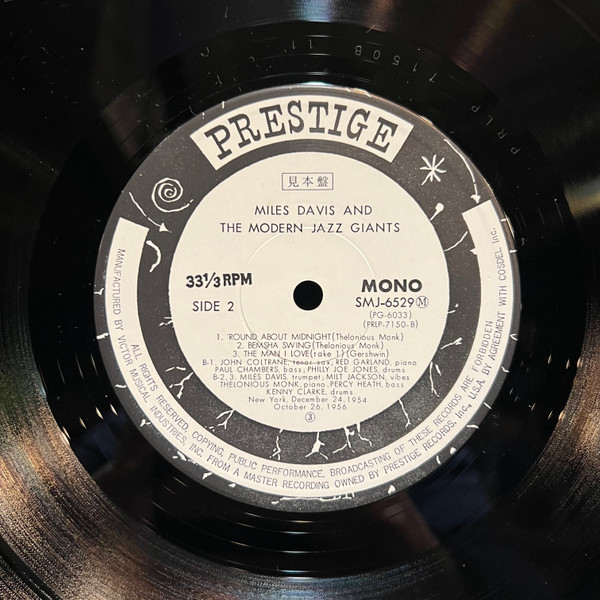 PRESTIGE
見本盤
MILES DAVIS AND
THE MODERN JAZZ GIANTS
33⅓ RPM
MONO
SIDE 2
SMJ-6529 Ⓜ
(PG-6033)
(PRLP-7150-B)
1. 'ROUND ABOUT MIDNIGHT (Thelonious Monk)
2. BEMSHA SWING (Thelonious Monk)
3. THE MAN I LOVE (take 1) (Gershwin)
B-1. JOHN COLTRANE, tenor sax; RED GARLAND, piano
PAUL CHAMBERS, bass; PHILLY JOE JONES, drums
B-2, 3. MILES DAVIS, trumpet; MILT JACKSON, vibes
THELONIOUS MONK, piano, PERCY HEATH, bass
KENNY CLARKE, drums
New York, December 24, 1954
October 26, 1956
③
MANUFACTURED BY VICTOR MUSICAL INDUSTRIES, INC. FROM A MASTER RECORDING OWNED BY PRESTIGE RECORDS, Inc., U.S.A. BY AGREEMENT WITH COSDEL Inc.
ALL RIGHTS RESERVED, COPYING, PUBLIC PERFORMANCE, BROADCASTING OF THESE RECORDS ARE FORBIDDEN
PRLP 7150B 11